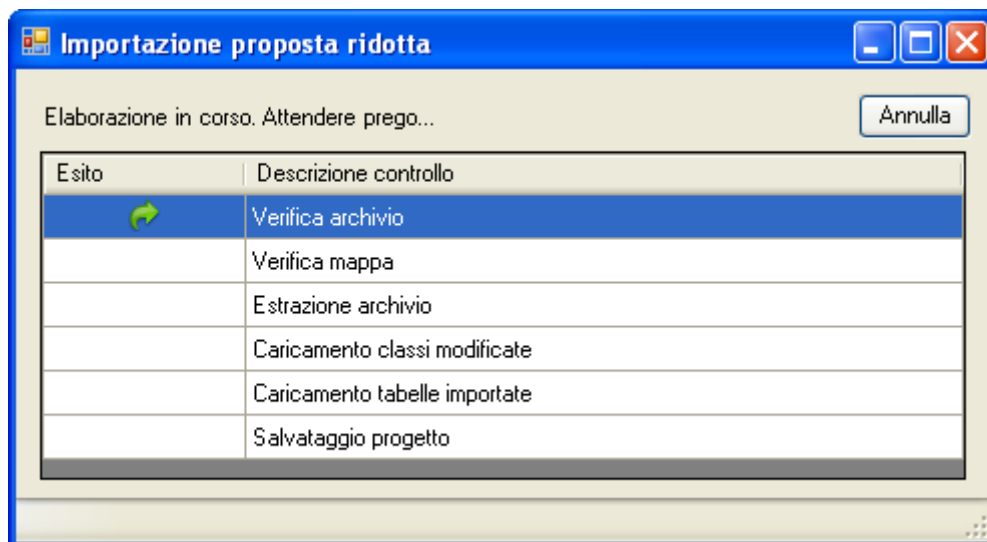 Importazione proposta ridotta
Elaborazione in corso. Attendere prego...
Annulla
Esito Descrizione controllo
Verifica archivio
Verifica mappa
Estrazione archivio
Caricamento classi modificate
Caricamento tabelle importate
Salvataggio progetto